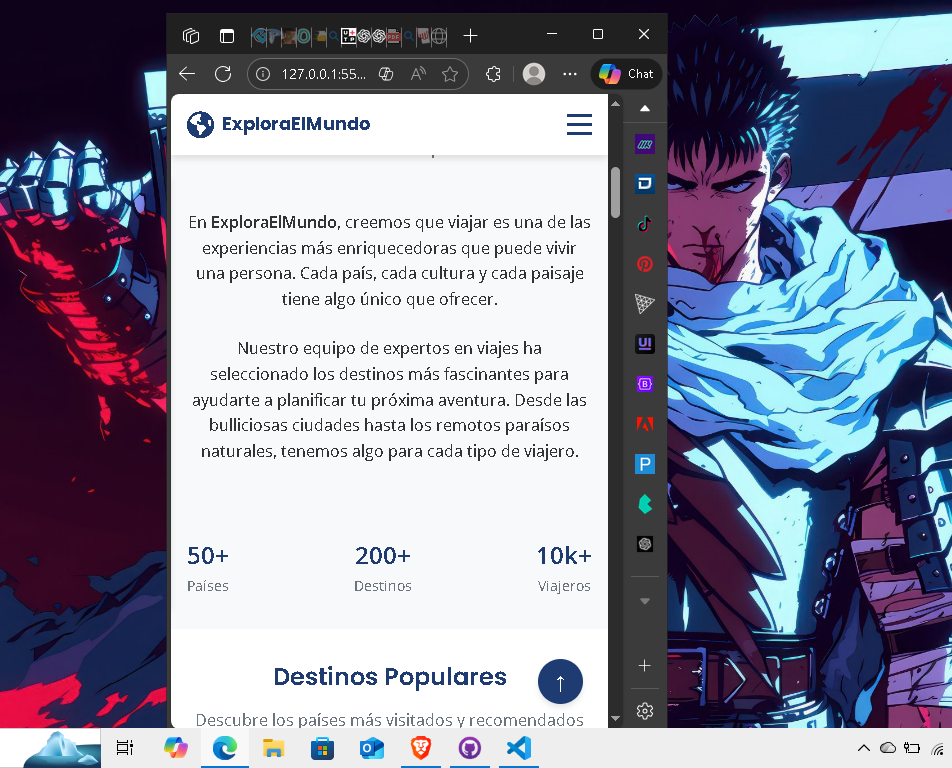 127.0.0.1:55...
Chat
ExploraElMundo
En ExploraElMundo, creemos que viajar es una de las
experiencias más enriquecedoras que puede vivir
una persona. Cada país, cada cultura y cada paisaje
tiene algo único que ofrecer.
Nuestro equipo de expertos en viajes ha
seleccionado los destinos más fascinantes para
ayudarte a planificar tu próxima aventura. Desde las
bulliciosas ciudades hasta los remotos paraísos
naturales, tenemos algo para cada tipo de viajero.
50+ 200+ 10k+
Países Destinos Viajeros
Destinos Populares
Descubre los países más visitados y recomendados